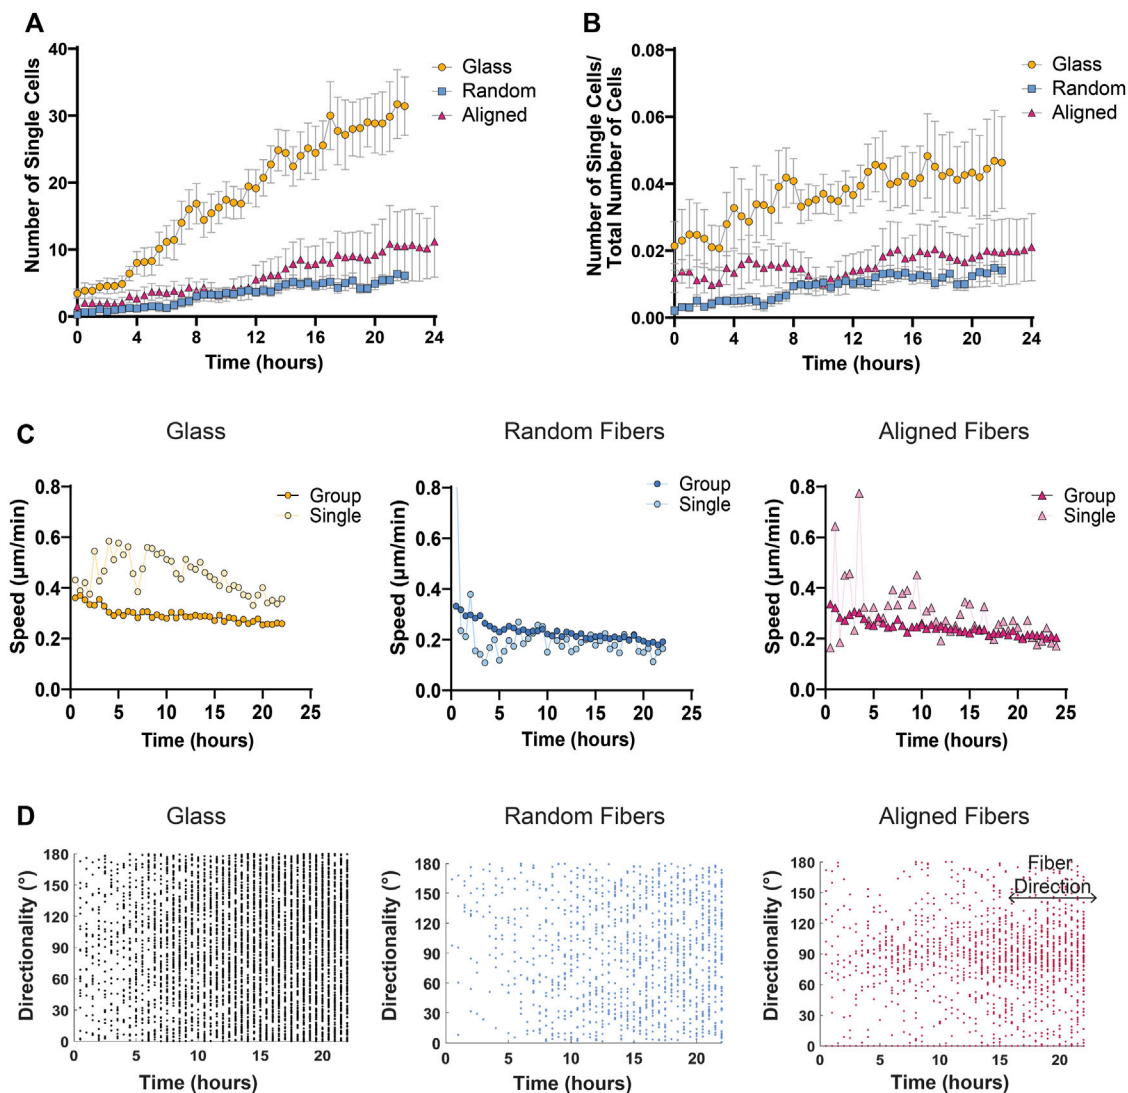 A
Number of Single Cells
40
30
20
10
0
0 4 8 12 16 20 24
Time (hours)
Glass
Random
Aligned
B
Number of Single Cells/
Total Number of Cells
0.08
0.06
0.04
0.02
0.00
0 4 8 12 16 20 24
Time (hours)
Glass
Random
Aligned
C
Glass
Speed (µm/min)
0.8
0.6
0.4
0.2
0.0
0 5 10 15 20 25
Time (hours)
Group
Single
Random Fibers
Speed (µm/min)
0.8
0.6
0.4
0.2
0.0
0 5 10 15 20 25
Time (hours)
Group
Single
Aligned Fibers
Speed (µm/min)
0.8
0.6
0.4
0.2
0.0
0 5 10 15 20 25
Time (hours)
Group
Single
D
Glass
Directionality (°)
180
150
120
90
60
30
0
0 5 10 15 20
Time (hours)
Random Fibers
Directionality (°)
180
150
120
90
60
30
0
0 5 10 15 20
Time (hours)
Aligned Fibers
Directionality (°)
180
150
120
90
60
30
0
0 5 10 15 20
Time (hours)
Fiber
Direction